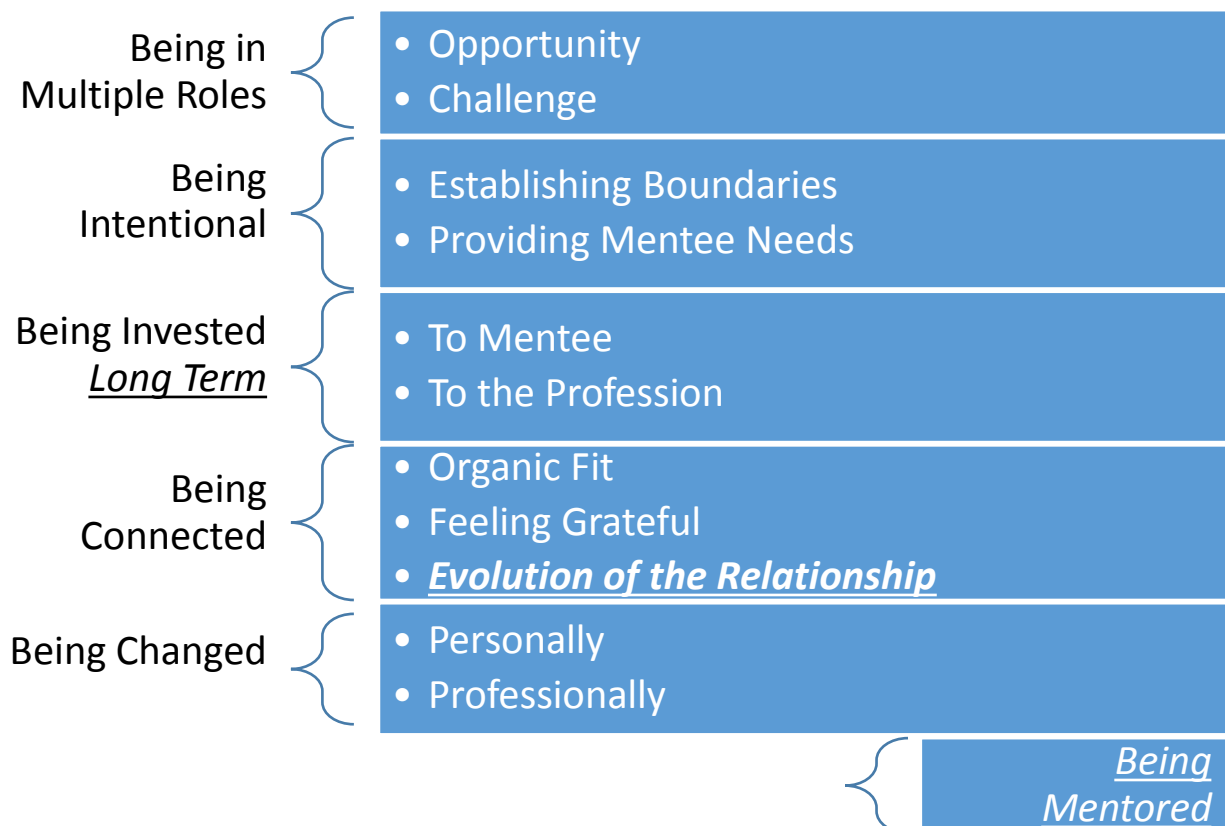 Being in
Multiple Roles
• Opportunity
• Challenge
Being
Intentional
• Establishing Boundaries
• Providing Mentee Needs
Being Invested
Long Term
• To Mentee
• To the Profession
Being
Connected
• Organic Fit
• Feeling Grateful
• Evolution of the Relationship
Being Changed
• Personally
• Professionally
Being
Mentored